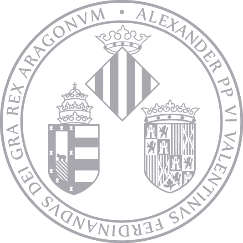 • ALEXANDER PP VI VALENTINVS FERDINANDVS DEI GRA REX ARAGONVM